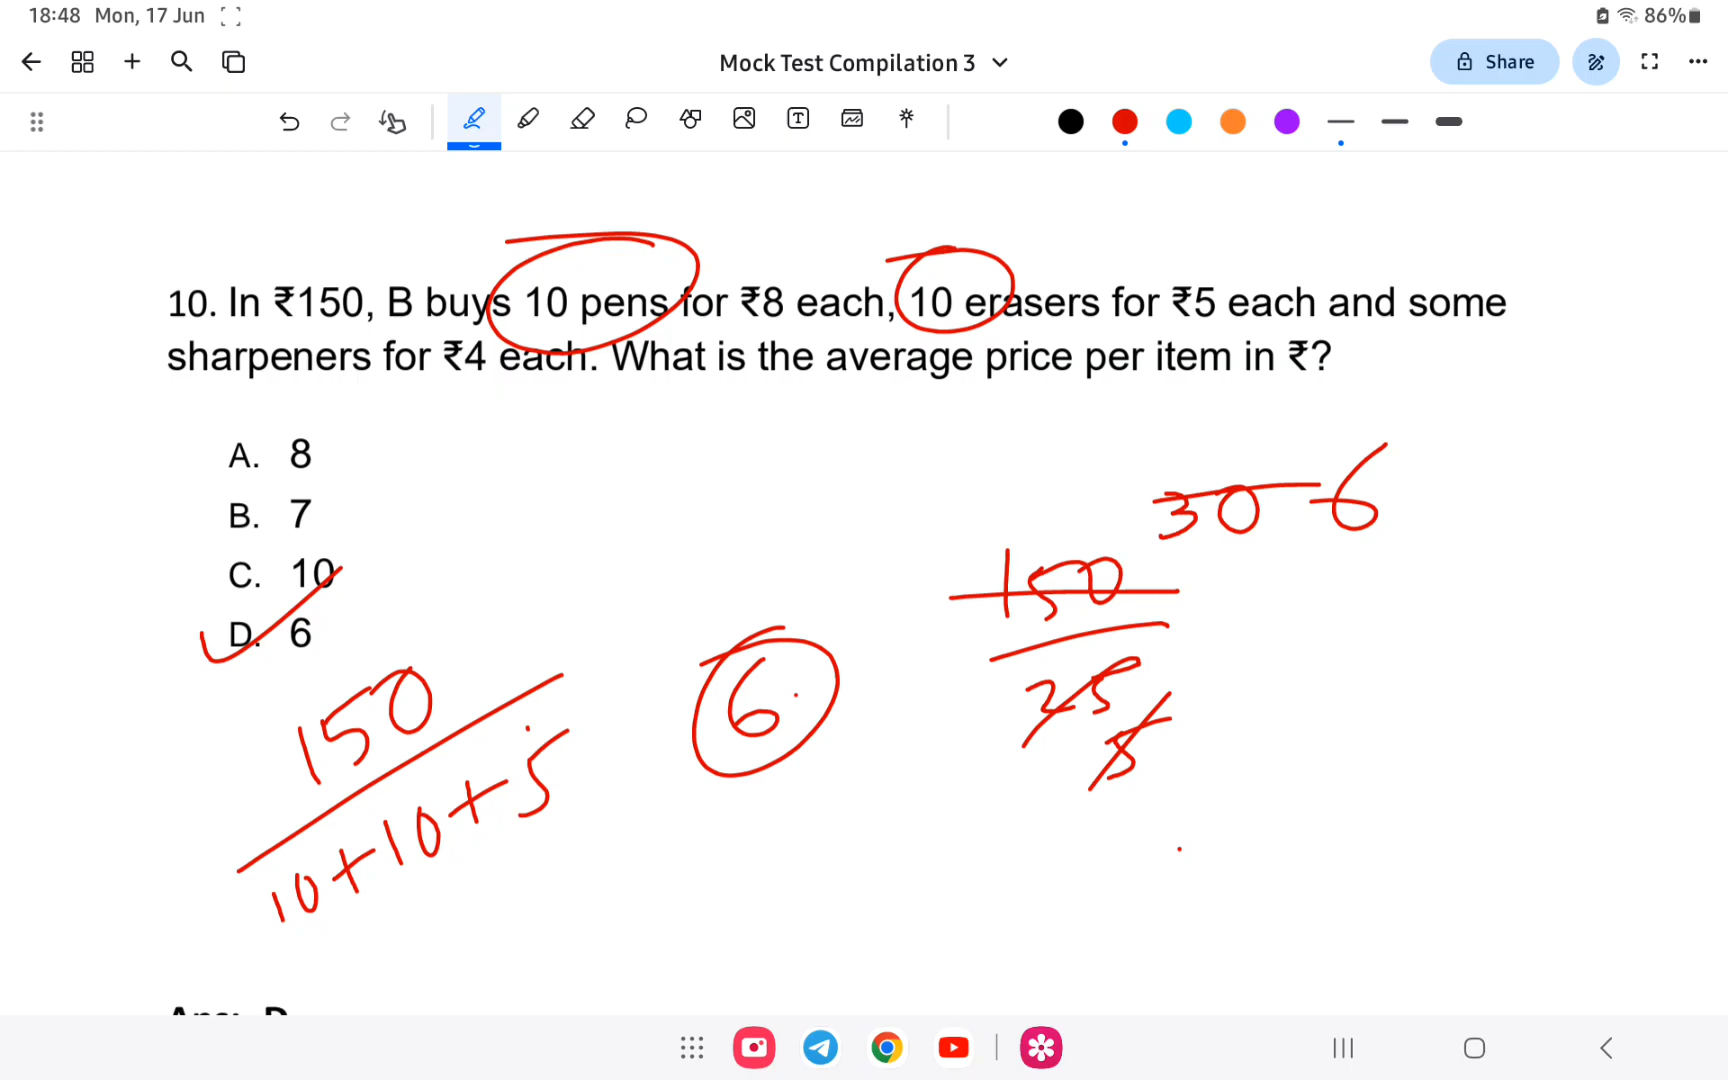 18:48 Mon, 17 Jun 86%
Mock Test Compilation 3
Share
10. In ₹150, B buys 10 pens for ₹8 each, 10 erasers for ₹5 each and some
sharpeners for ₹4 each. What is the average price per item in ₹?
A. 8
B. 7
C. 10
D. 6
30 6
150
25
5
6
150
10+10+5
Ans: D